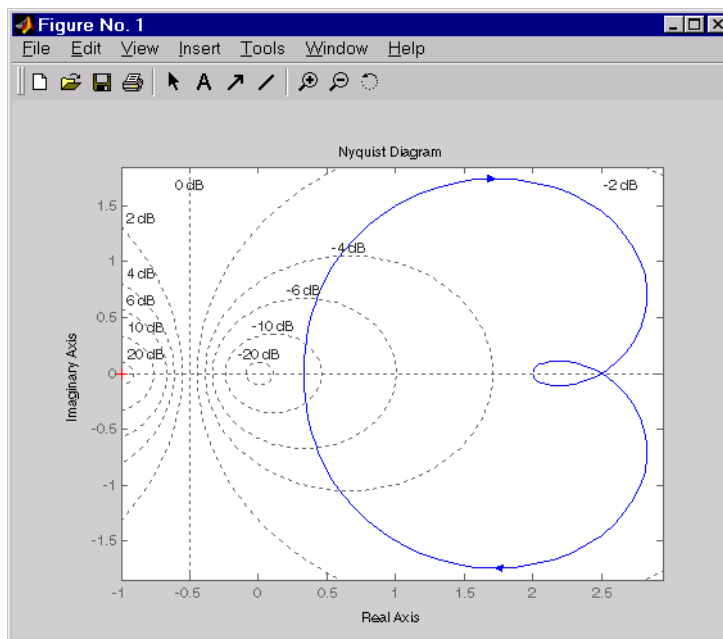 Figure No. 1
File Edit View Insert Tools Window Help
A
Nyquist Diagram
0 dB
-2 dB
2 dB
4 dB
6 dB
10 dB
20 dB
-4 dB
-6 dB
-10 dB
-20 dB
1.5
1
0.5
0
-0.5
-1
-1.5
Imaginary Axis
-1 -0.5 0 0.5 1 1.5 2 2.5
Real Axis